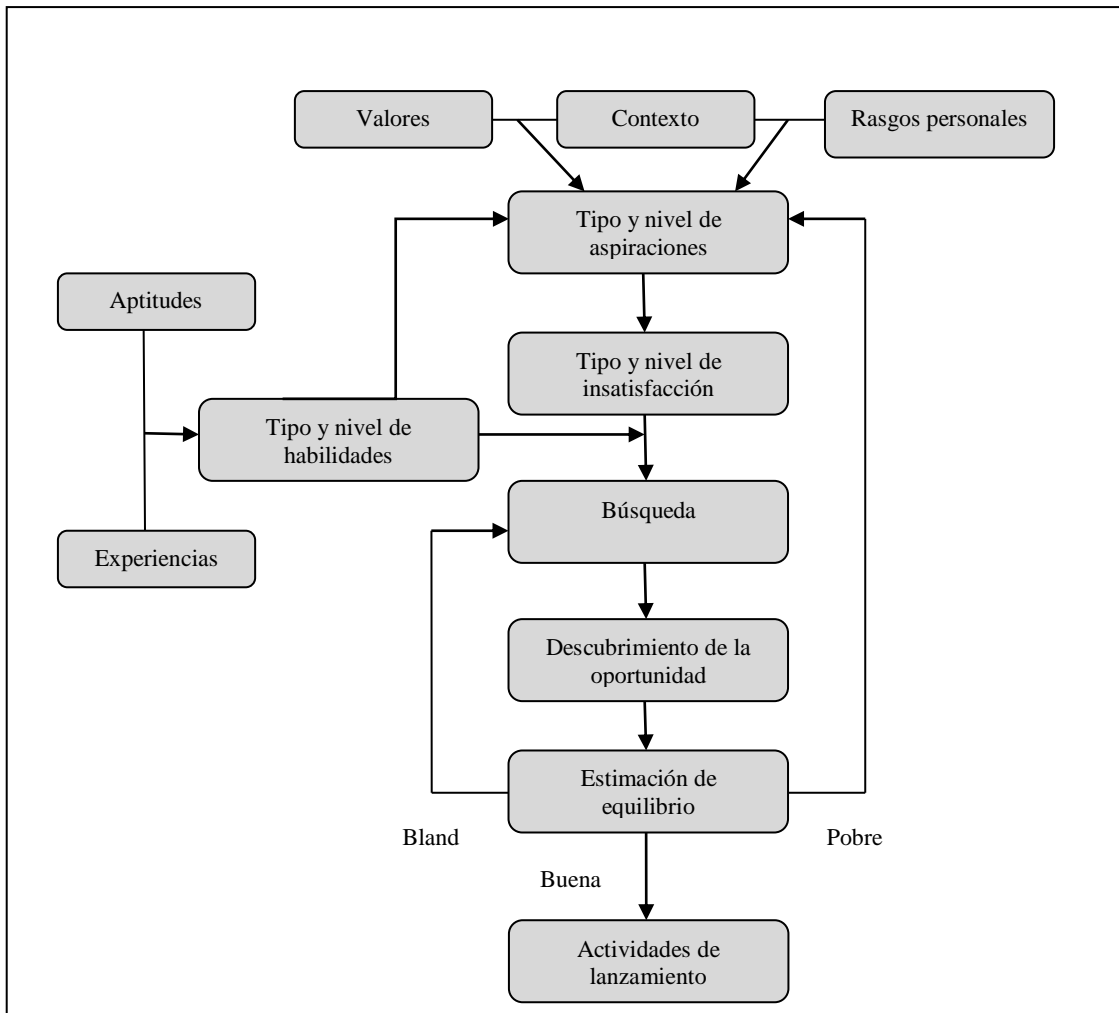 Valores
Contexto
Rasgos personales
Tipo y nivel de
aspiraciones
Aptitudes
Tipo y nivel de
insatisfacción
Tipo y nivel de
habilidades
Búsqueda
Experiencias
Descubrimiento de la
oportunidad
Estimación de
equilibrio
Bland
Pobre
Buena
Actividades de
lanzamiento